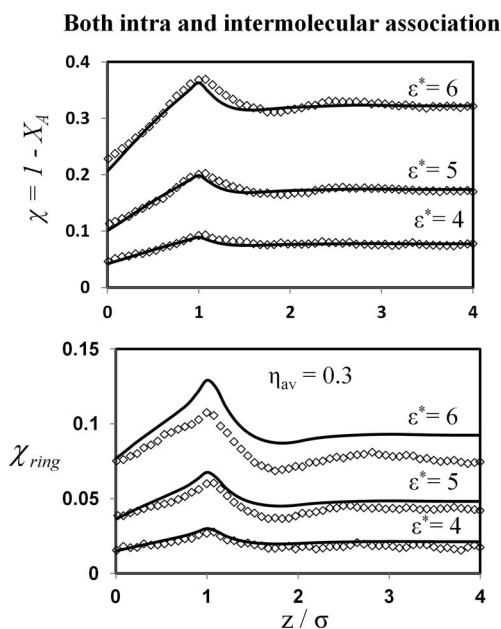 Both intra and intermolecular association
0.4
0.3
0.2
0.1
0
χ = 1 - X_A
ε* = 6
ε* = 5
ε* = 4
0 1 2 3 4
0.15
0.1
0.05
0
χ ring
η_av = 0.3
ε* = 6
ε* = 5
ε* = 4
0 1 2 3 4
z / σ